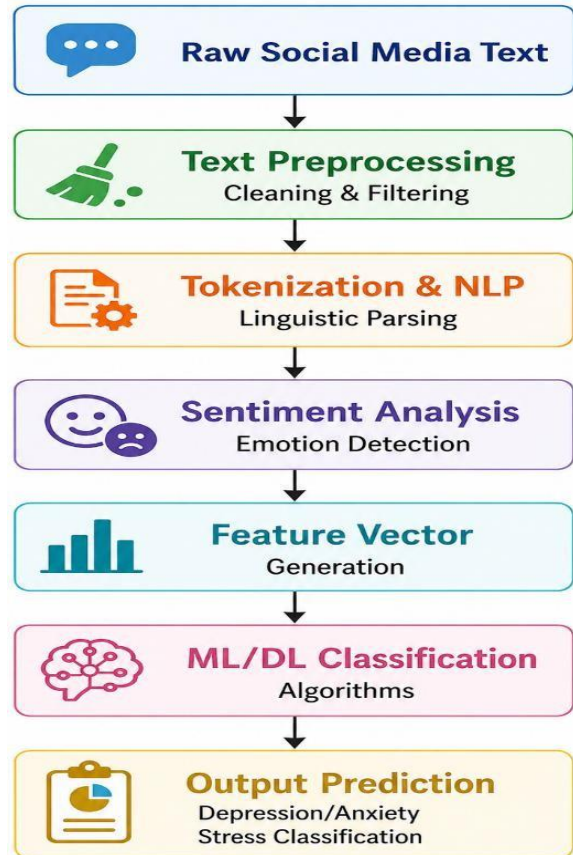 Raw Social Media Text
Text Preprocessing
Cleaning & Filtering
Tokenization & NLP
Linguistic Parsing
Sentiment Analysis
Emotion Detection
Feature Vector
Generation
ML/DL Classification
Algorithms
Output Prediction
Depression/Anxiety
Stress Classification